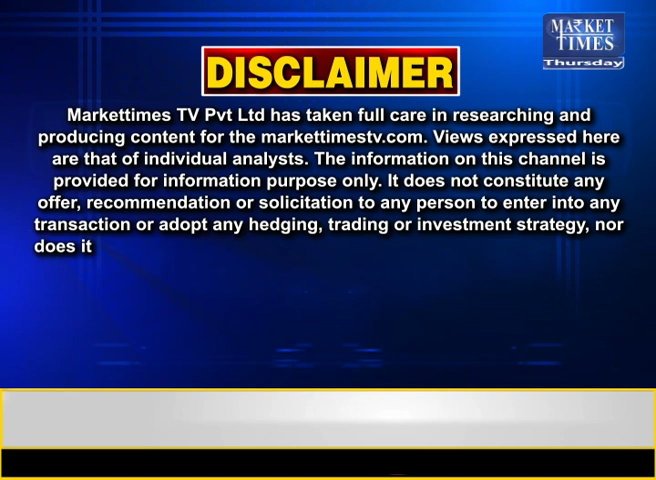 MA₹KET
TIMES
Thursday
DISCLAIMER
Markettimes TV Pvt Ltd has taken full care in researching and
producing content for the markettimestv.com. Views expressed here
are that of individual analysts. The information on this channel is
provided for information purpose only. It does not constitute any
offer, recommendation or solicitation to any person to enter into any
transaction or adopt any hedging, trading or investment strategy, nor
does it